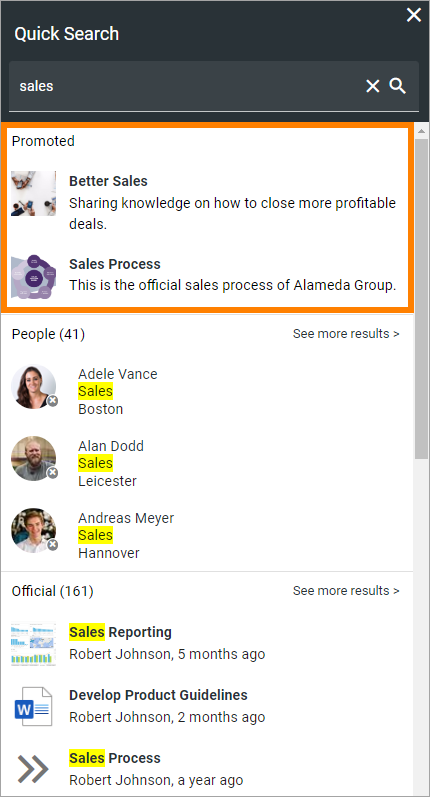 Quick Search
sales
Promoted
Better Sales
Sharing knowledge on how to close more profitable
deals.
Sales Process
This is the official sales process of Alameda Group.
People (41)
See more results >
Adele Vance
Sales
Boston
Alan Dodd
Sales
Leicester
Andreas Meyer
Sales
Hannover
Official (161)
See more results >
Sales Reporting
Robert Johnson, 5 months ago
W
Develop Product Guidelines
Robert Johnson, 2 months ago
Sales Process
Robert Johnson, a year ago